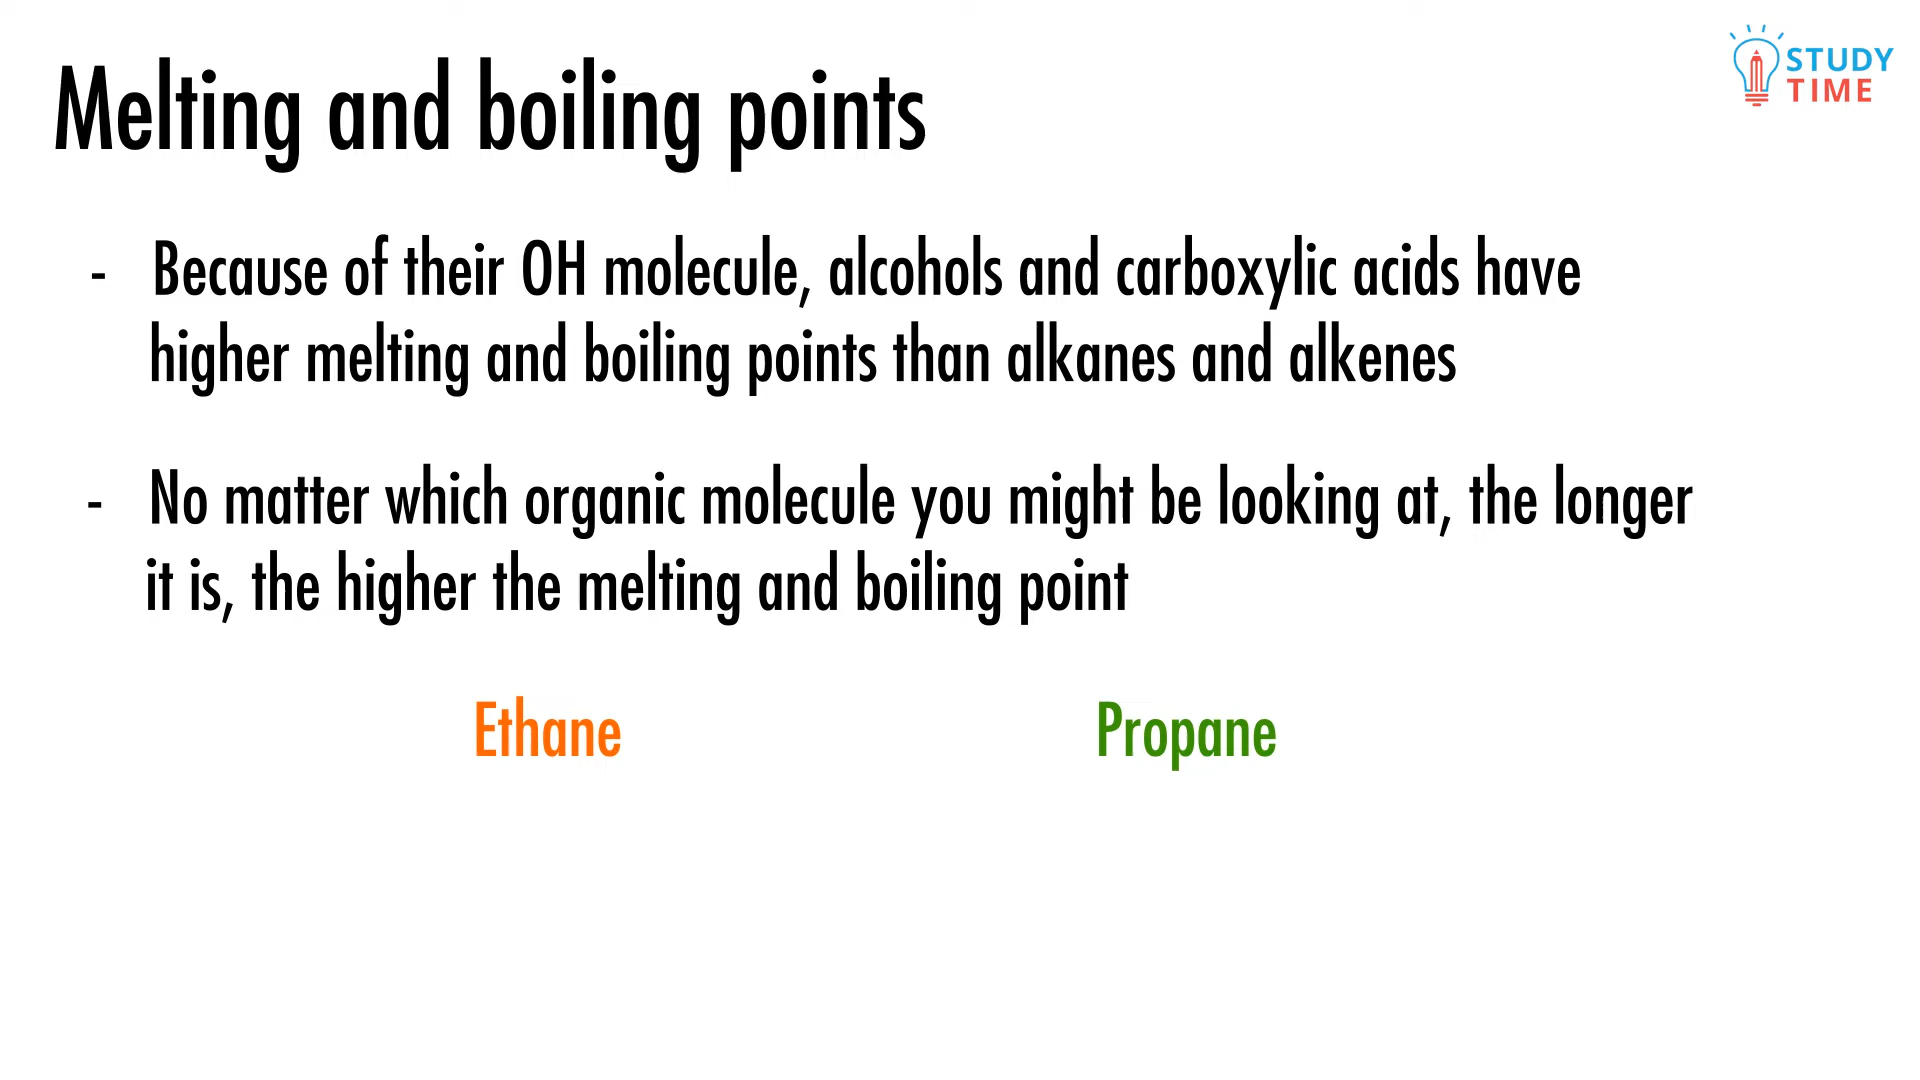 Melting and boiling points
STUDY
TIME
- Because of their OH molecule, alcohols and carboxylic acids have
higher melting and boiling points than alkanes and alkenes
- No matter which organic molecule you might be looking at, the longer
it is, the higher the melting and boiling point
Ethane Propane